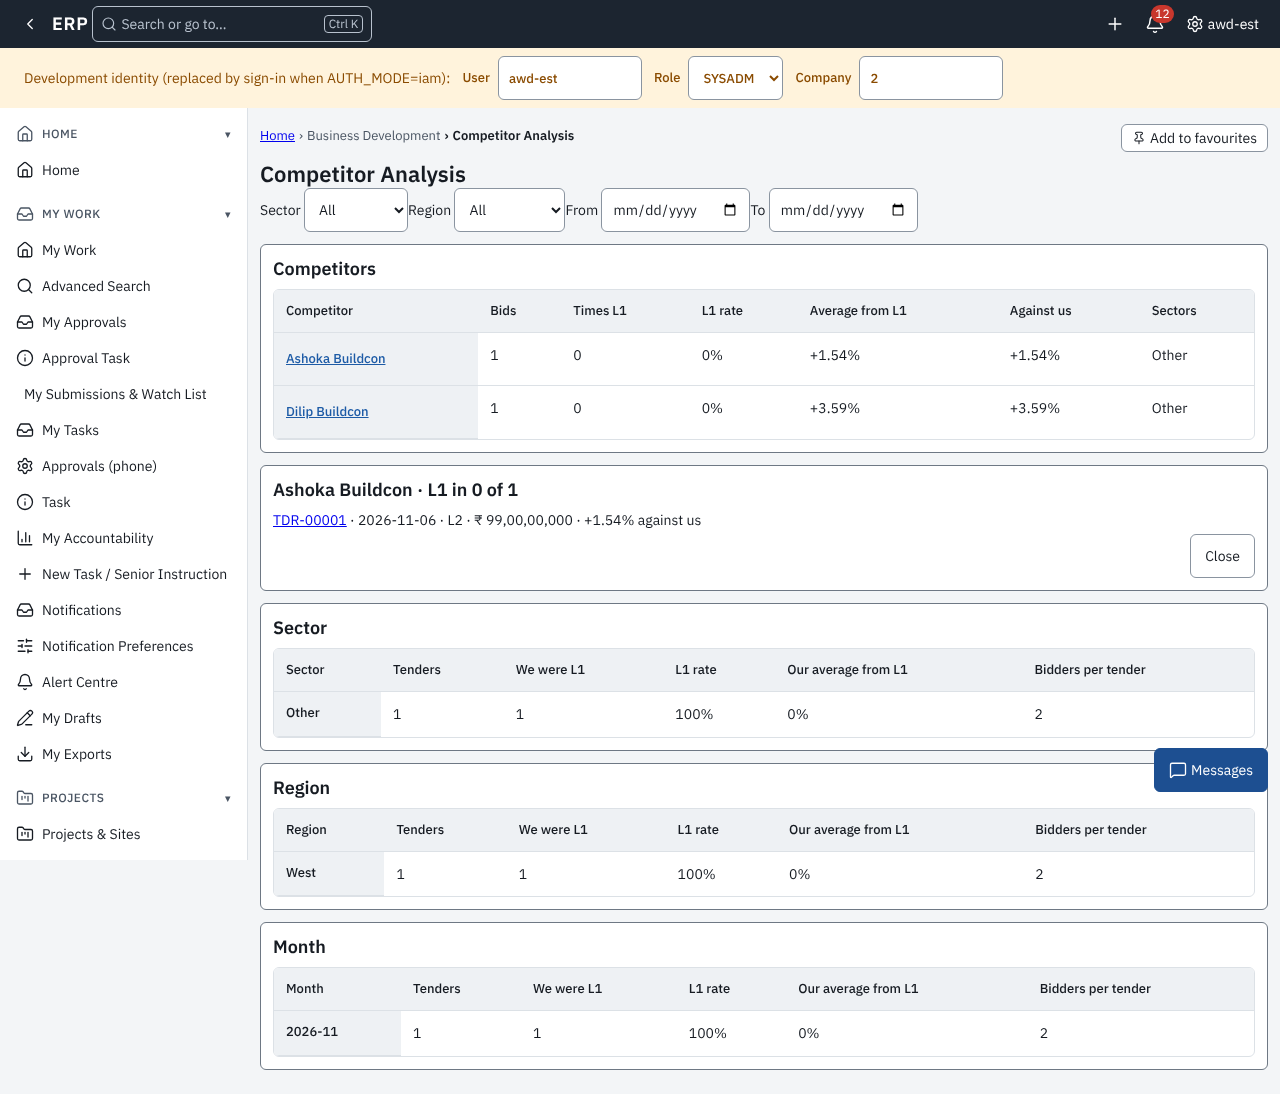 ERP
Search or go to...
Ctrl K
12
awd-est
Development identity (replaced by sign-in when AUTH_MODE=iam): User awd-est Role SYSADM Company 2
HOME
Home
MY WORK
My Work
Advanced Search
My Approvals
Approval Task
My Submissions & Watch List
My Tasks
Approvals (phone)
Task
My Accountability
New Task / Senior Instruction
Notifications
Notification Preferences
Alert Centre
My Drafts
My Exports
PROJECTS
Projects & Sites
Home › Business Development › Competitor Analysis
Add to favourites
Competitor Analysis
Sector All Region All From mm/dd/yyyy To mm/dd/yyyy
Competitors
Competitor Bids Times L1 L1 rate Average from L1 Against us Sectors
Ashoka Buildcon 1 0 0% +1.54% +1.54% Other
Dilip Buildcon 1 0 0% +3.59% +3.59% Other
Ashoka Buildcon · L1 in 0 of 1
TDR-00001 · 2026-11-06 · L2 · ₹ 99,00,00,000 · +1.54% against us
Close
Sector
Sector Tenders We were L1 L1 rate Our average from L1 Bidders per tender
Other 1 1 100% 0% 2
Messages
Region
Region Tenders We were L1 L1 rate Our average from L1 Bidders per tender
West 1 1 100% 0% 2
Month
Month Tenders We were L1 L1 rate Our average from L1 Bidders per tender
2026-11 1 1 100% 0% 2